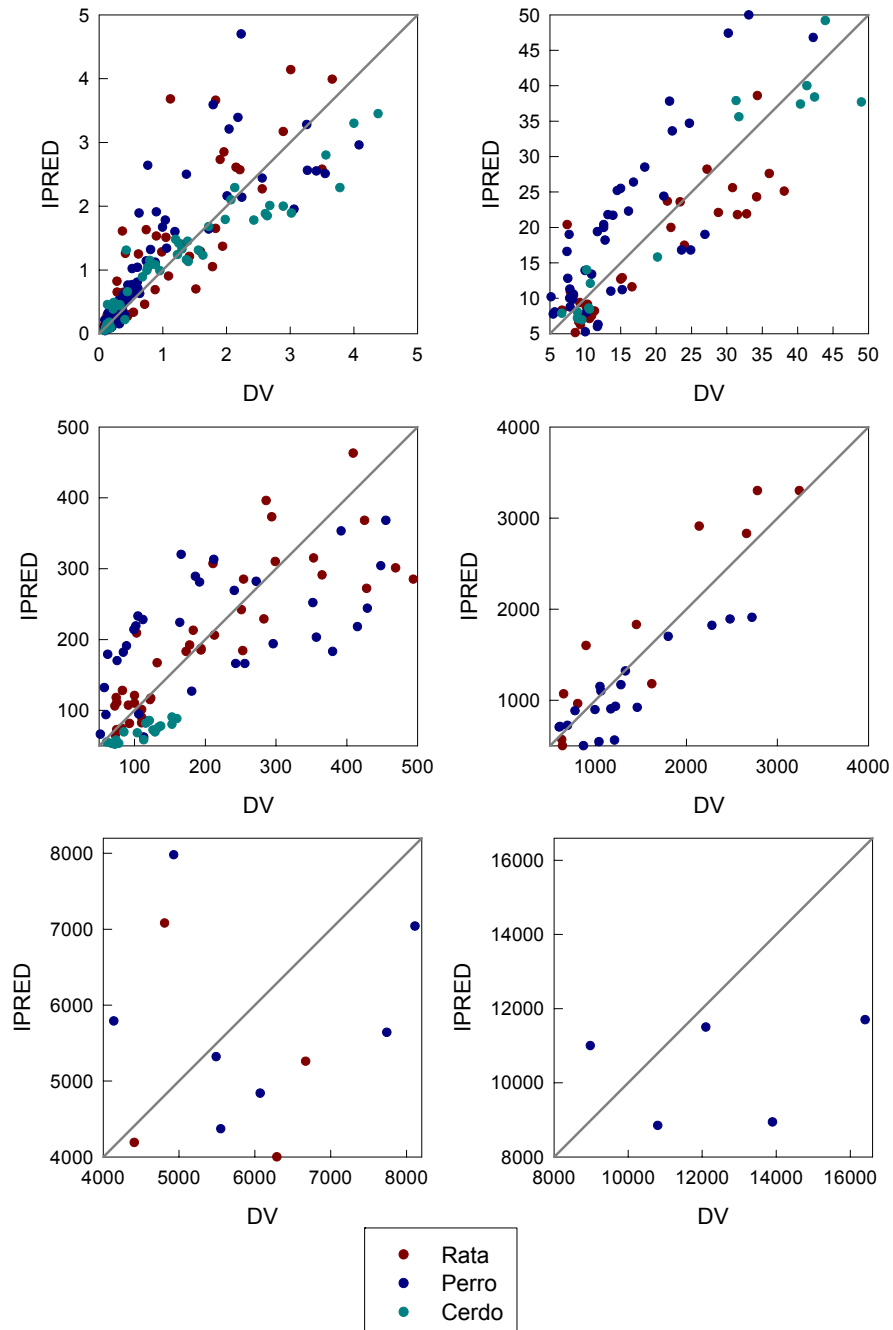 5
4
3
2
1
0
IPRED
0 1 2 3 4 5
DV
50
45
40
35
30
25
20
15
10
5
IPRED
5 10 15 20 25 30 35 40 45 50
DV
500
400
300
200
100
IPRED
100 200 300 400 500
DV
4000
3000
2000
1000
IPRED
1000 2000 3000 4000
DV
8000
7000
6000
5000
4000
IPRED
4000 5000 6000 7000 8000
DV
16000
14000
12000
10000
8000
IPRED
8000 10000 12000 14000 16000
DV
Rata
Perro
Cerdo